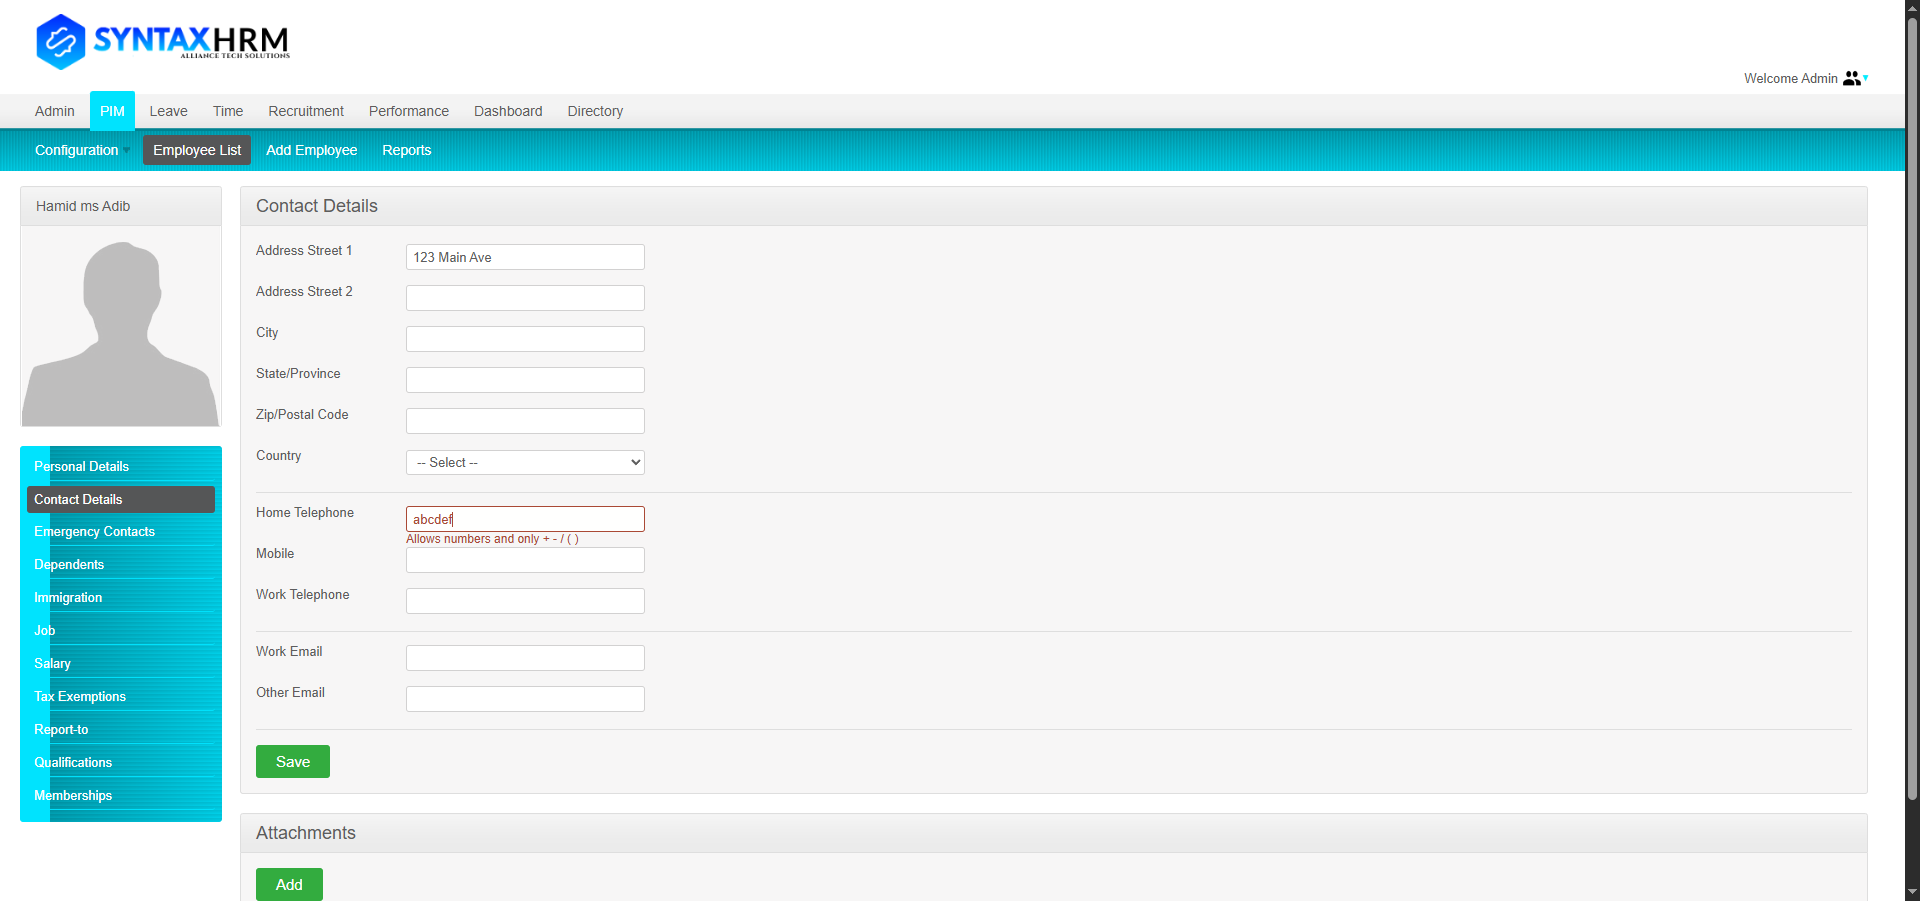 SYNTAXHRM
ALLIANCE TECH SOLUTIONS
Welcome Admin
Admin PIM Leave Time Recruitment Performance Dashboard Directory
Configuration Employee List Add Employee Reports
Hamid ms Adib
Personal Details
Contact Details
Emergency Contacts
Dependents
Immigration
Job
Salary
Tax Exemptions
Report-to
Qualifications
Memberships
Contact Details
Address Street 1 123 Main Ave
Address Street 2
City
State/Province
Zip/Postal Code
Country -- Select --
Home Telephone abcdef
Allows numbers and only + - / ( )
Mobile
Work Telephone
Work Email
Other Email
Save
Attachments
Add